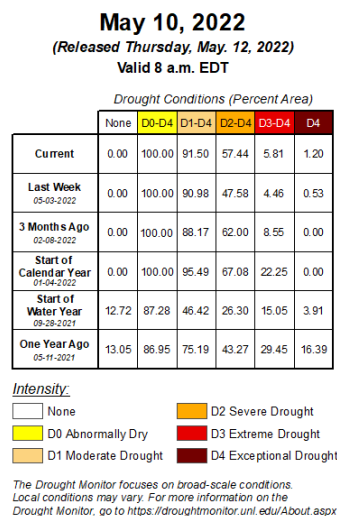 May 10, 2022
(Released Thursday, May. 12, 2022)
Valid 8 a.m. EDT
Drought Conditions (Percent Area)
None D0-D4 D1-D4 D2-D4 D3-D4 D4
Current 0.00 100.00 91.50 57.44 5.81 1.20
Last Week
05-03-2022 0.00 100.00 90.98 47.58 4.46 0.53
3 Months Ago
02-08-2022 0.00 100.00 88.17 62.00 8.55 0.00
Start of
Calendar Year
01-04-2022 0.00 100.00 95.49 67.08 22.25 0.00
Start of
Water Year
09-28-2021 12.72 87.28 46.42 26.30 15.05 3.91
One Year Ago
05-11-2021 13.05 86.95 75.19 43.27 29.45 16.39
Intensity:
None D2 Severe Drought
D0 Abnormally Dry D3 Extreme Drought
D1 Moderate Drought D4 Exceptional Drought
The Drought Monitor focuses on broad-scale conditions.
Local conditions may vary. For more information on the
Drought Monitor, go to https://droughtmonitor.unl.edu/About.aspx